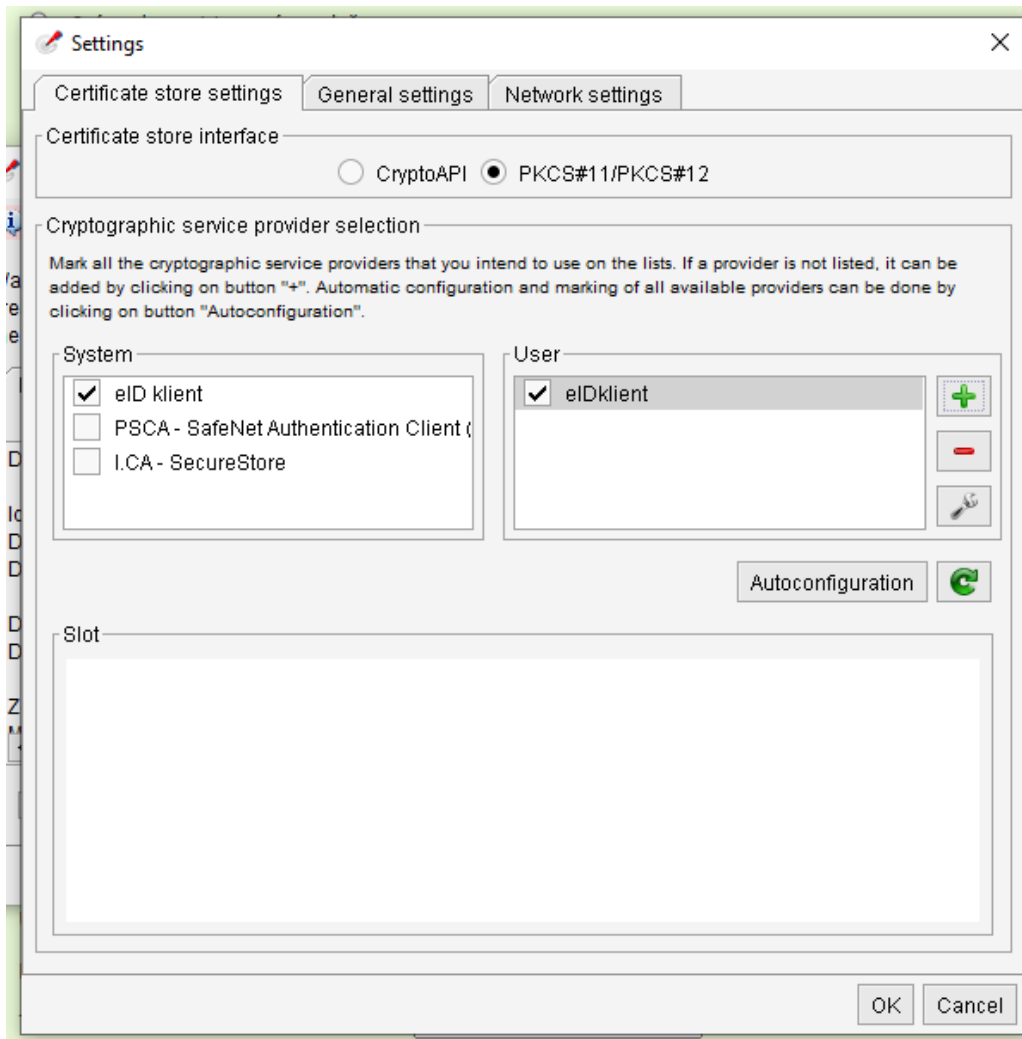 Settings
Certificate store settings
General settings
Network settings
Certificate store interface
CryptoAPI
PKCS#11/PKCS#12
Cryptographic service provider selection
Mark all the cryptographic service providers that you intend to use on the lists. If a provider is not listed, it can be
added by clicking on button "+". Automatic configuration and marking of all available providers can be done by
clicking on button "Autoconfiguration".
System
eID klient
PSCA - SafeNet Authentication Client (
I.CA - SecureStore
User
eIDklient
Autoconfiguration
Slot
OK
Cancel